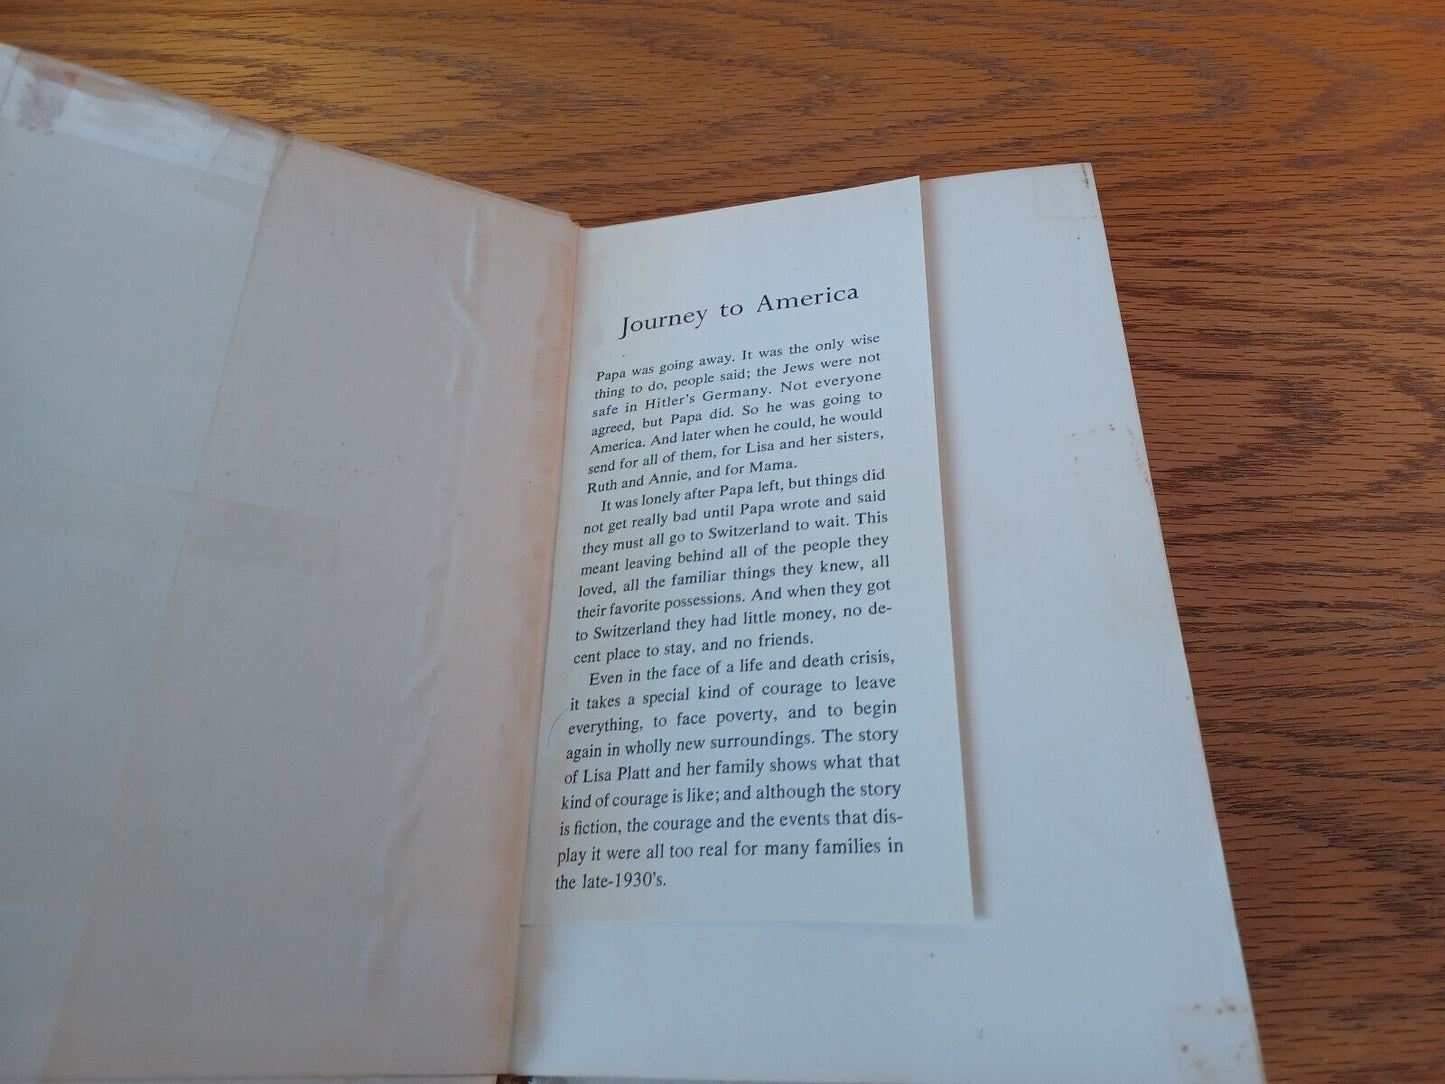 Journey to America
Papa was going away. It was the only wise
thing to do, people said; the Jews were not
safe in Hitler's Germany. Not everyone
agreed, but Papa did. So he was going to
America. And later when he could, he would
send for all of them, for Lisa and her sisters,
Ruth and Annie, and for Mama.
It was lonely after Papa left, but things did
not get really bad until Papa wrote and said
they must all go to Switzerland to wait. This
meant leaving behind all of the people they
loved, all the familiar things they knew, all
their favorite possessions. And when they got
to Switzerland they had little money, no de-
cent place to stay, and no friends.
Even in the face of a life and death crisis,
it takes a special kind of courage to leave
everything, to face poverty, and to begin
again in wholly new surroundings. The story
of Lisa Platt and her family shows what that
kind of courage is like; and although the story
is fiction, the courage and the events that dis-
play it were all too real for many families in
the late-1930's.